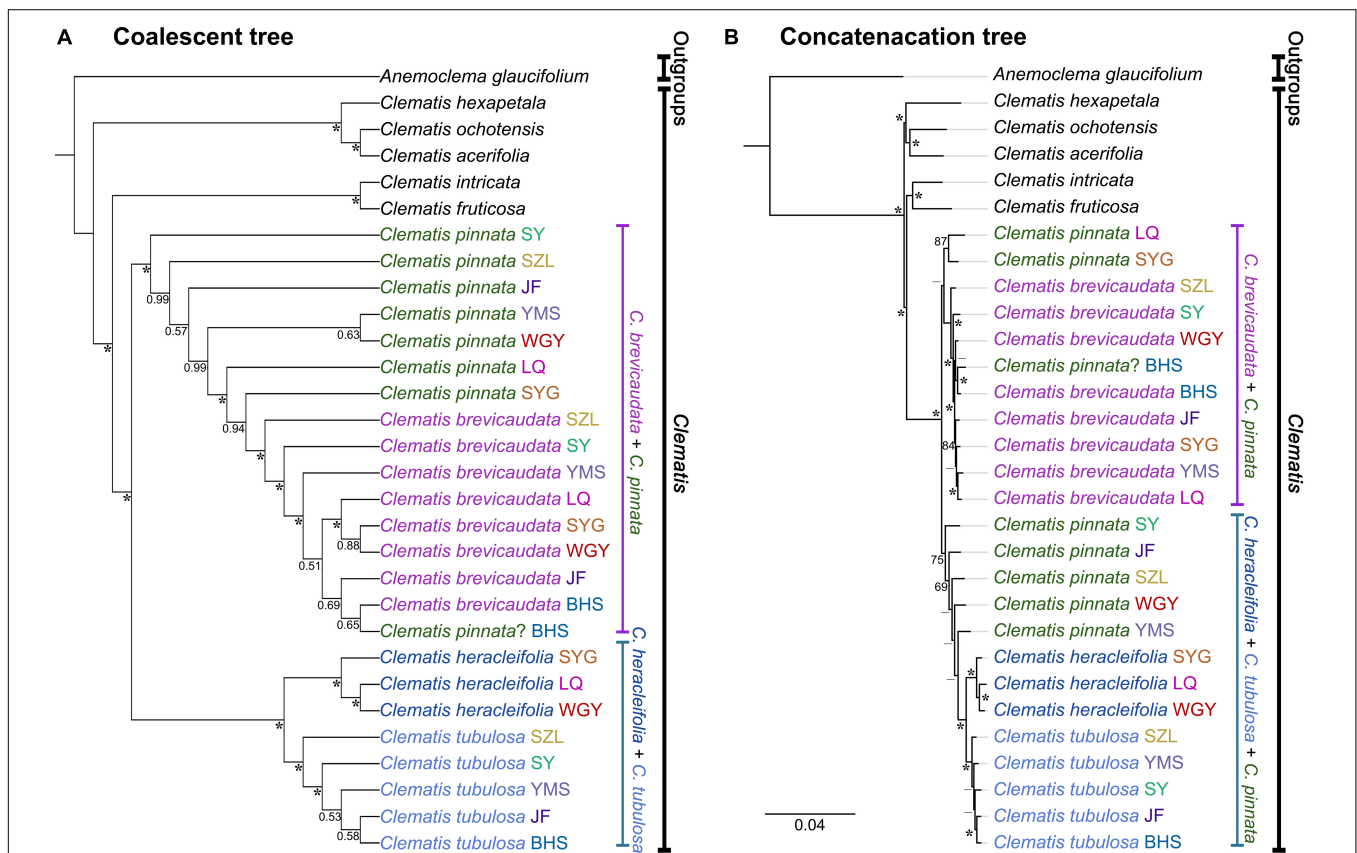 A Coalescent tree
Outgroups
Anemoclema glaucifolium
Clematis hexapetala
*
Clematis ochotensis
*
Clematis acerifolia
Clematis intricata
*
Clematis fruticosa
Clematis pinnata SY
*
Clematis pinnata SZL
0.99
Clematis pinnata JF
0.57
Clematis pinnata YMS
0.63
Clematis pinnata WGY
*
0.99
Clematis pinnata LQ
*
Clematis pinnata SYG
0.94
Clematis brevicaudata SZL
*
Clematis brevicaudata SY
*
Clematis brevicaudata YMS
*
*
Clematis brevicaudata LQ
*
Clematis brevicaudata SYG
0.88
Clematis brevicaudata WGY
0.51
Clematis brevicaudata JF
0.69
Clematis brevicaudata BHS
0.65
Clematis pinnata? BHS
Clematis heracleifolia SYG
*
Clematis heracleifolia LQ
*
Clematis heracleifolia WGY
*
Clematis tubulosa SZL
*
Clematis tubulosa SY
*
Clematis tubulosa YMS
0.53
Clematis tubulosa JF
0.58
Clematis tubulosa BHS
C. brevicaudata + C. pinnata
C. heracleifolia + C. tubulosa
Clematis
B Concatenacation tree
Outgroups
Anemoclema glaucifolium
Clematis hexapetala
*
Clematis ochotensis
*
Clematis acerifolia
Clematis intricata
*
Clematis fruticosa
*
Clematis pinnata LQ
87
Clematis pinnata SYG
–
Clematis brevicaudata SZL
*
Clematis brevicaudata SY
*
Clematis brevicaudata WGY
–
*
Clematis pinnata? BHS
*
Clematis brevicaudata BHS
*
*
Clematis brevicaudata JF
84
Clematis brevicaudata SYG
–
Clematis brevicaudata YMS
*
Clematis brevicaudata LQ
Clematis pinnata SY
75
Clematis pinnata JF
69
Clematis pinnata SZL
–
Clematis pinnata WGY
–
Clematis pinnata YMS
–
Clematis heracleifolia SYG
*
Clematis heracleifolia LQ
*
Clematis heracleifolia WGY
*
Clematis tubulosa SZL
*
Clematis tubulosa YMS
–
Clematis tubulosa SY
–
Clematis tubulosa JF
*
Clematis tubulosa BHS
C. brevicaudata + C. pinnata
C. heracleifolia + C. tubulosa + C. pinnata
Clematis
0.04